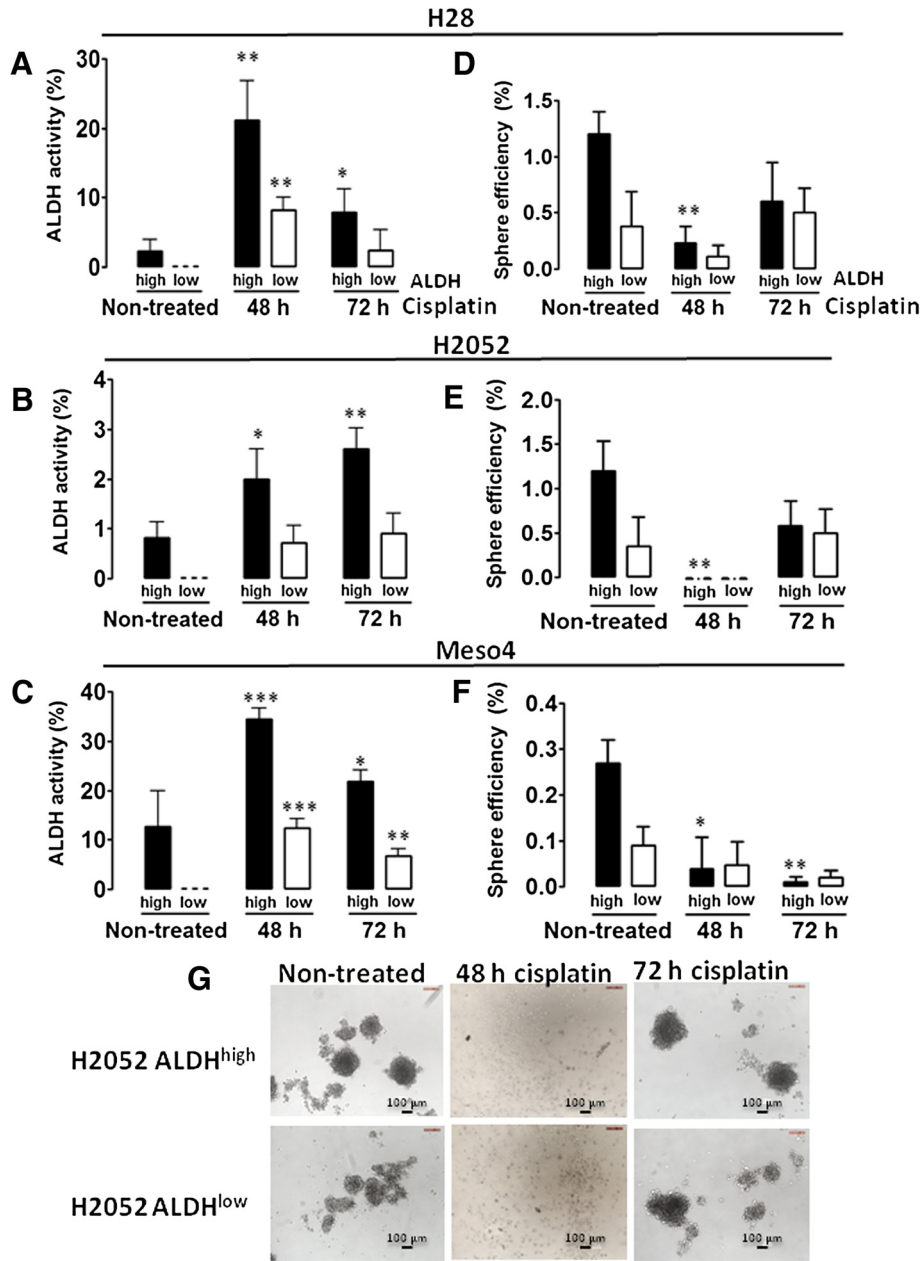 H28
A
ALDH activity (%)
30
20
10
0
**
**
*
high low high low high low ALDH
Non-treated 48 h 72 h Cisplatin
D
Sphere efficiency (%)
1.5
1.0
0.5
0.0
**
high low high low high low ALDH
Non-treated 48 h 72 h Cisplatin
H2052
B
ALDH activity (%)
4
3
2
1
0
*
**
high low high low high low
Non-treated 48 h 72 h
E
Sphere efficiency (%)
2.0
1.5
1.0
0.5
0.0
**
high low high low high low
Non-treated 48 h 72 h
Meso4
C
ALDH activity (%)
40
30
20
10
0
***
***
*
**
high low high low high low
Non-treated 48 h 72 h
F
Sphere efficiency (%)
0.4
0.3
0.2
0.1
0.0
*
**
high low high low high low
Non-treated 48 h 72 h
G
Non-treated 48 h cisplatin 72 h cisplatin
H2052 ALDHhigh
100 µm 100 µm 100 µm
H2052 ALDHlow
100 µm 100 µm 100 µm